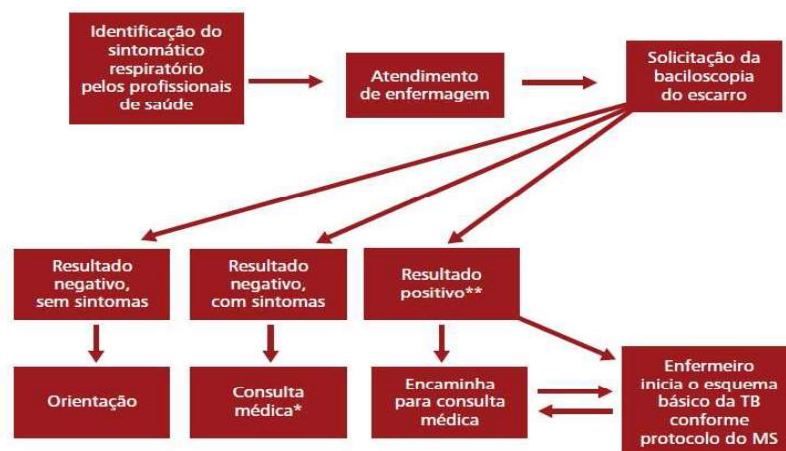 Identificação do
sintomático
respiratório
pelos profissionais
de saúde
Atendimento
de enfermagem
Solicitação da
baciloscopia
do escarro
Resultado
negativo,
sem sintomas
Resultado
negativo,
com sintomas
Resultado
positivo**
Orientação
Consulta
médica*
Encaminha
para consulta
médica
Enfermeiro
inicia o esquema
básico da TB
conforme
protocolo do MS